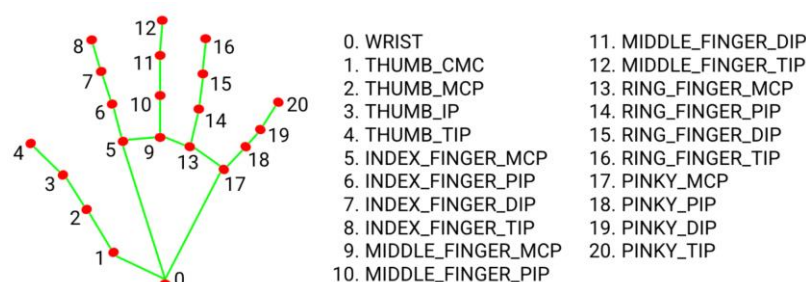 12
8
16
11
7
15
20
10
6
14
19
4
5
9
18
3
13
17
2
1
0
0. WRIST
1. THUMB_CMC
2. THUMB_MCP
3. THUMB_IP
4. THUMB_TIP
5. INDEX_FINGER_MCP
6. INDEX_FINGER_PIP
7. INDEX_FINGER_DIP
8. INDEX_FINGER_TIP
9. MIDDLE_FINGER_MCP
10. MIDDLE_FINGER_PIP
11. MIDDLE_FINGER_DIP
12. MIDDLE_FINGER_TIP
13. RING_FINGER_MCP
14. RING_FINGER_PIP
15. RING_FINGER_DIP
16. RING_FINGER_TIP
17. PINKY_MCP
18. PINKY_PIP
19. PINKY_DIP
20. PINKY_TIP